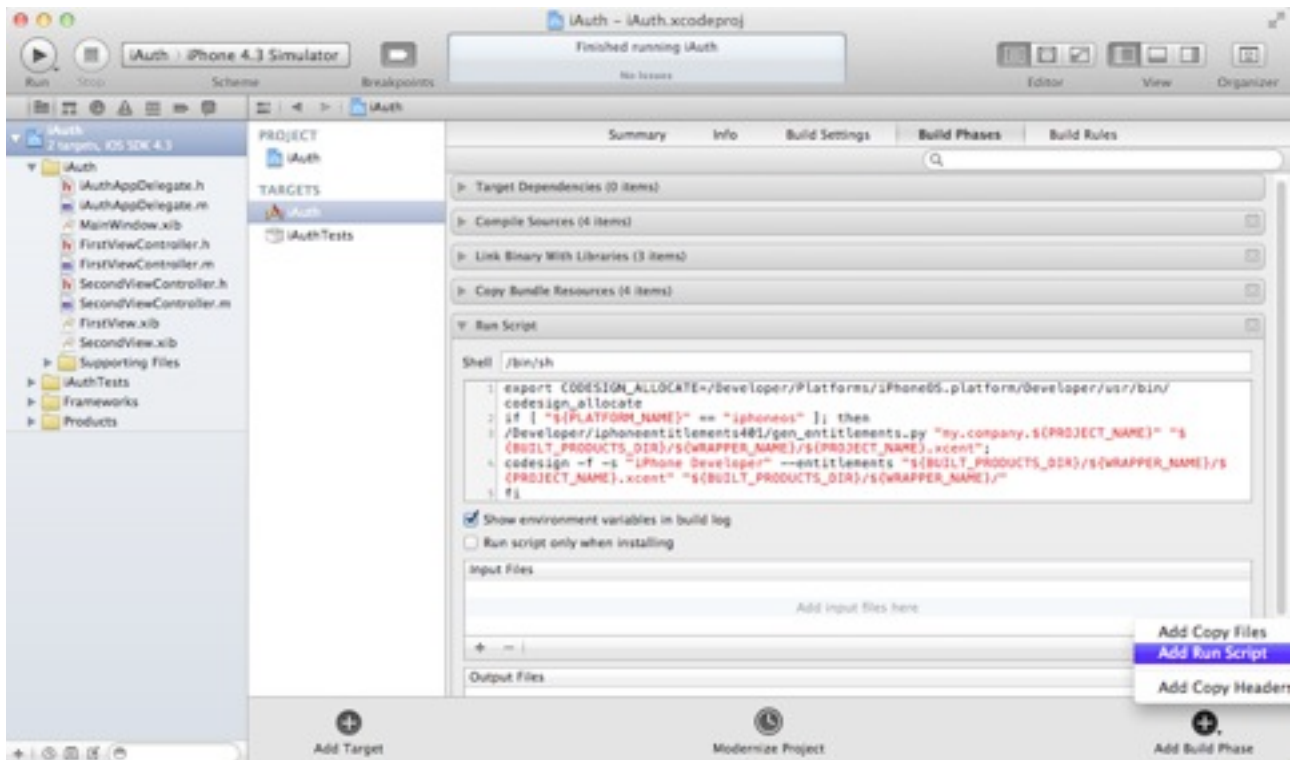 iAuth - iAuth.xcodeproj
iAuth iPhone 4.3 Simulator
Finished running iAuth
No Issues
Run Stop Scheme Breakpoints Editor View Organizer
iAuth
iAuth
2 targets, iOS SDK 4.3
iAuth
iAuthAppDelegate.h
iAuthAppDelegate.m
MainWindow.xib
FirstViewController.h
FirstViewController.m
SecondViewController.h
SecondViewController.m
FirstView.xib
SecondView.xib
Supporting Files
iAuthTests
Frameworks
Products
PROJECT
iAuth
TARGETS
iAuth
iAuthTests
Summary Info Build Settings Build Phases Build Rules
Target Dependencies (0 items)
Compile Sources (4 items)
Link Binary With Libraries (3 items)
Copy Bundle Resources (4 items)
Run Script
Shell /bin/sh
1 export CODESIGN_ALLOCATE=/Developer/Platforms/iPhoneOS.platform/Developer/usr/bin/
codesign_allocate
2 if [ "${PLATFORM_NAME}" == "iphoneos" ]; then
3 /Developer/iphoneentitlements401/gen_entitlements.py "my.company.${PROJECT_NAME}" "$
{BUILT_PRODUCTS_DIR}/${WRAPPER_NAME}/${PROJECT_NAME}.xcent";
4 codesign -f -s "iPhone Developer" --entitlements "${BUILT_PRODUCTS_DIR}/${WRAPPER_NAME}/$
{PROJECT_NAME}.xcent" "${BUILT_PRODUCTS_DIR}/${WRAPPER_NAME}/"
5 fi
Show environment variables in build log
Run script only when installing
Input Files
Add input files here
Output Files
Add Copy Files
Add Run Script
Add Copy Headers
Add Target
Modernize Project
Add Build Phase